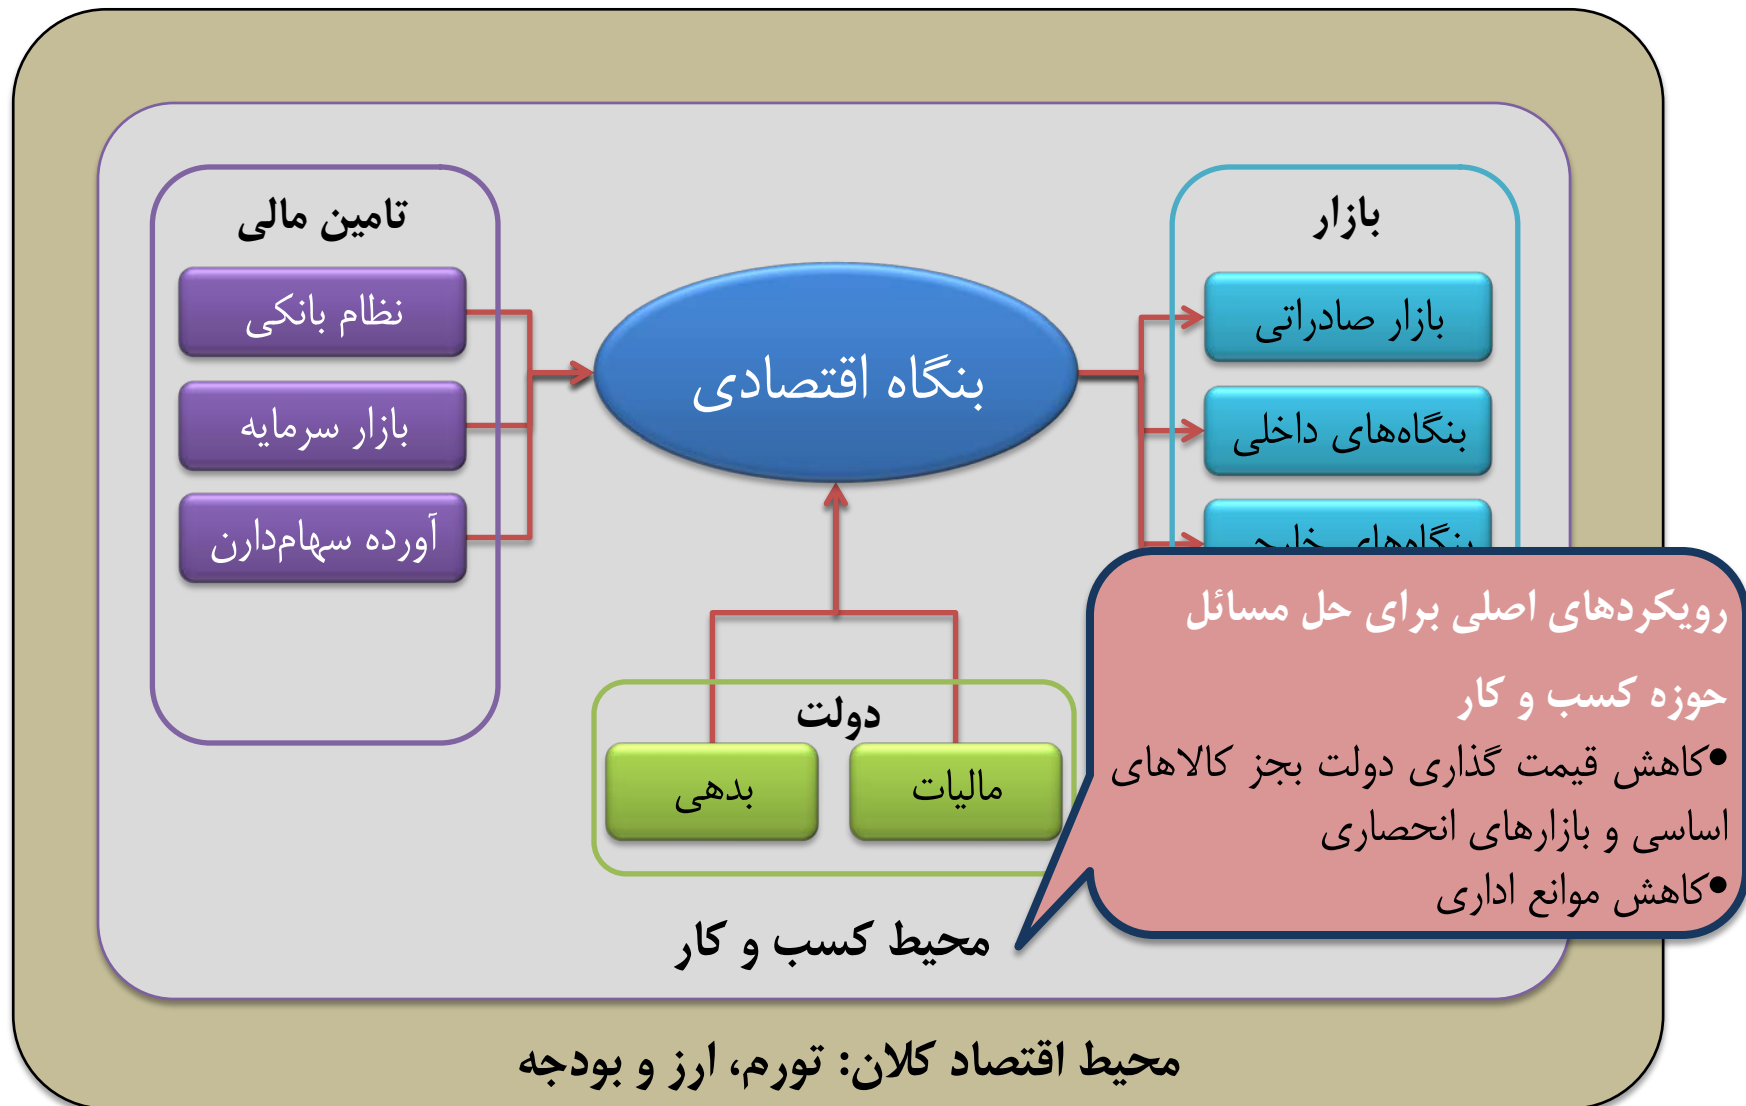 بازار
بازار صادراتی
بنگاه‌های داخلی
بنگاه‌های
تامین مالی
نظام بانکی
بازار سرمایه
آورده سهام‌دارن
بنگاه اقتصادی
دولت
مالیات
بدهی
رویکردهای اصلی برای حل مسائل
حوزه کسب و کار
•کاهش قیمت گذاری دولت بجز کالاهای
اساسی و بازارهای انحصاری
•کاهش موانع اداری
محیط کسب و کار
محیط اقتصاد کلان: تورم، ارز و بودجه